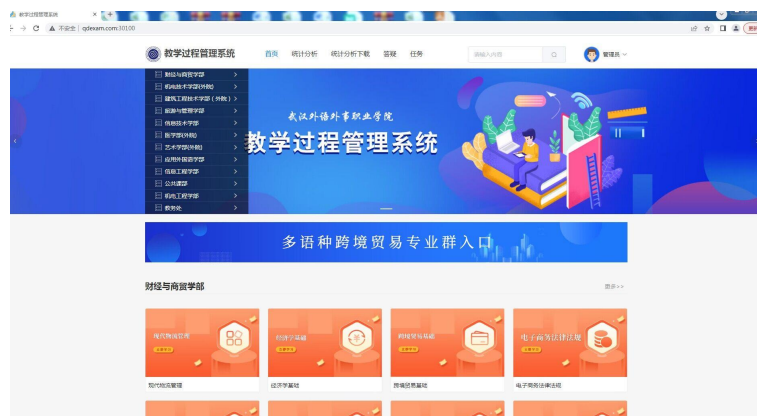 教学过程管理系统
不安全 | qdexam.com:30100
教学过程管理系统
首页 统计分析 统计分析下载 答疑 任务
请输入内容
管理员
财经与商贸学部
机电技术学部(外院)
建筑工程技术学部(外院)
旅游与管理学部
信息技术学部
医学部(外院)
艺术学部(外院)
应用外国语学部
信息工程学部
公共课部
机电工程学部
教务处
武汉外语外事职业学院
教学过程管理系统
多语种跨境贸易专业群入口
财经与商贸学部
更多>>
现代物流管理
经济学基础
跨境贸易基础
电子商务法律法规
现代物流管理
经济学基础
跨境贸易基础
电子商务法律法规